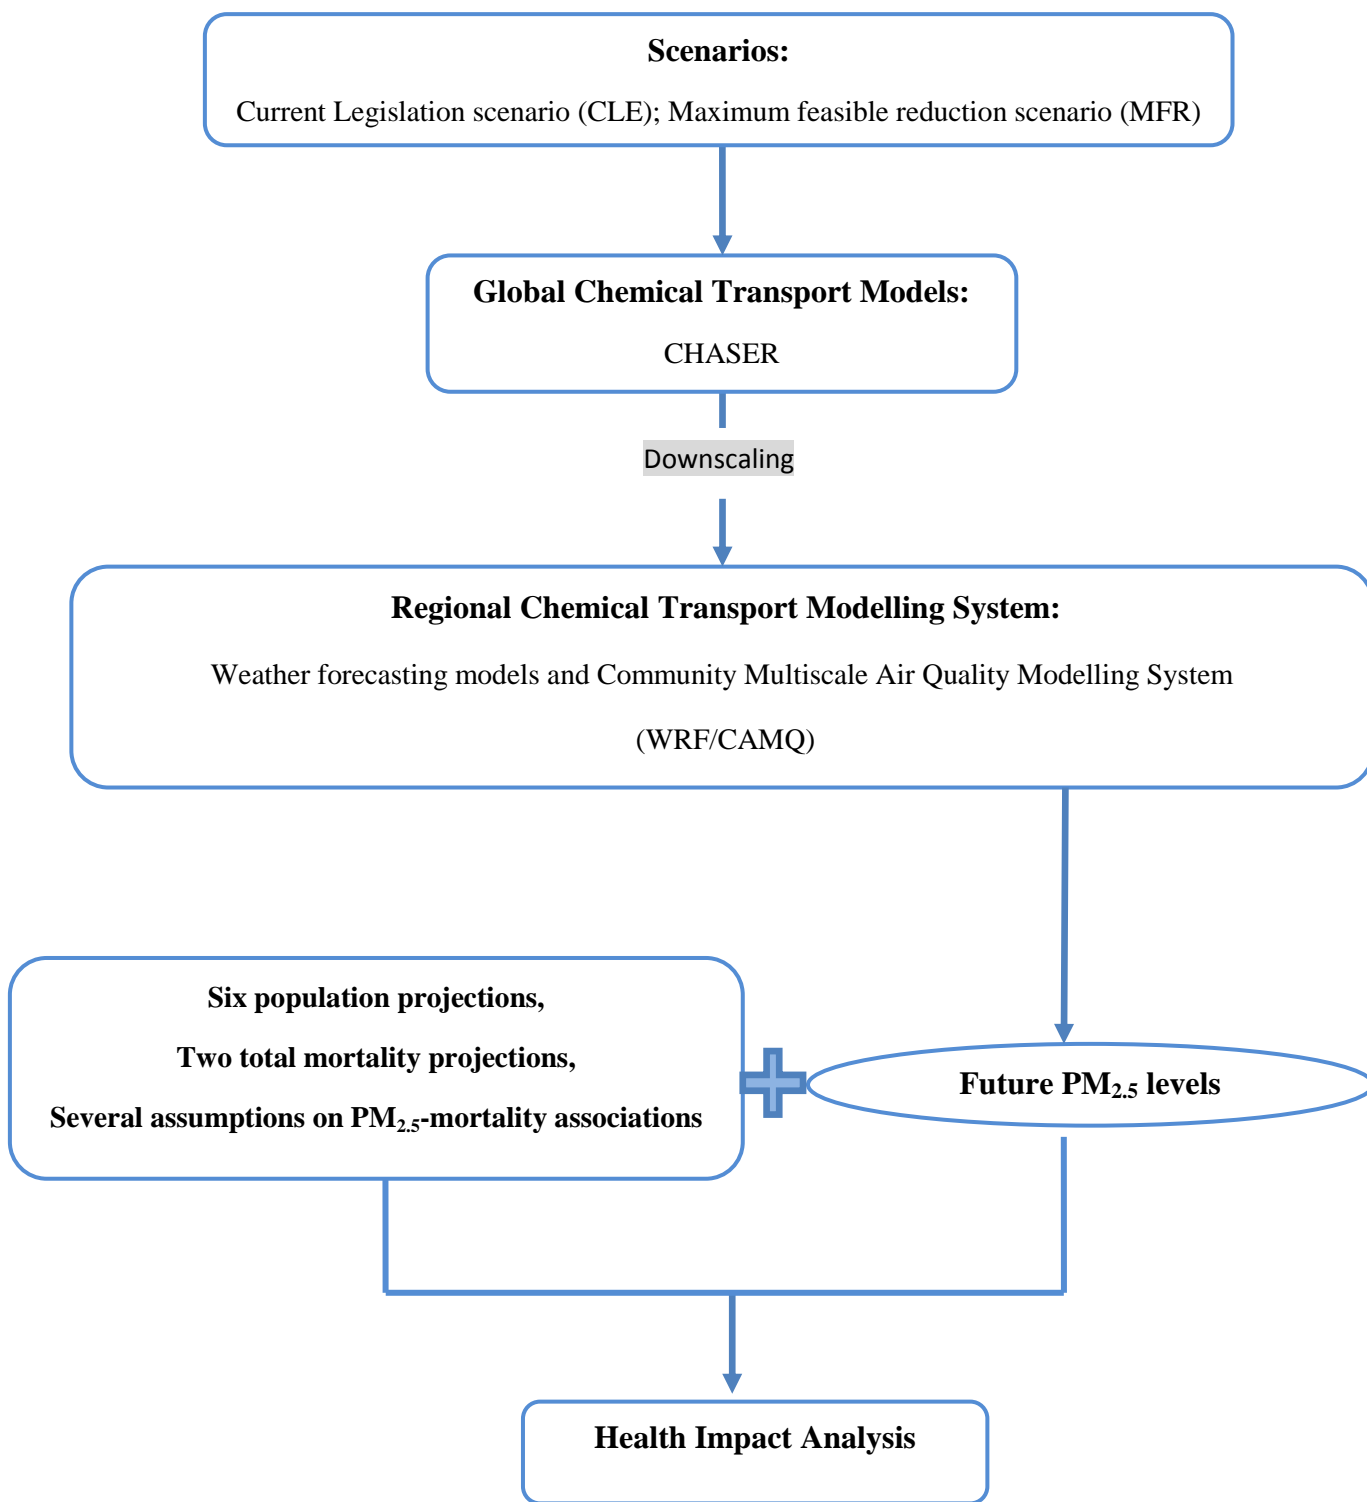 Scenarios:
Current Legislation scenario (CLE); Maximum feasible reduction scenario (MFR)
Global Chemical Transport Models:
CHASER
Downscaling
Regional Chemical Transport Modelling System:
Weather forecasting models and Community Multiscale Air Quality Modelling System
(WRF/CAMQ)
Six population projections,
Two total mortality projections,
Several assumptions on PM2.5-mortality associations
Future PM2.5 levels
Health Impact Analysis